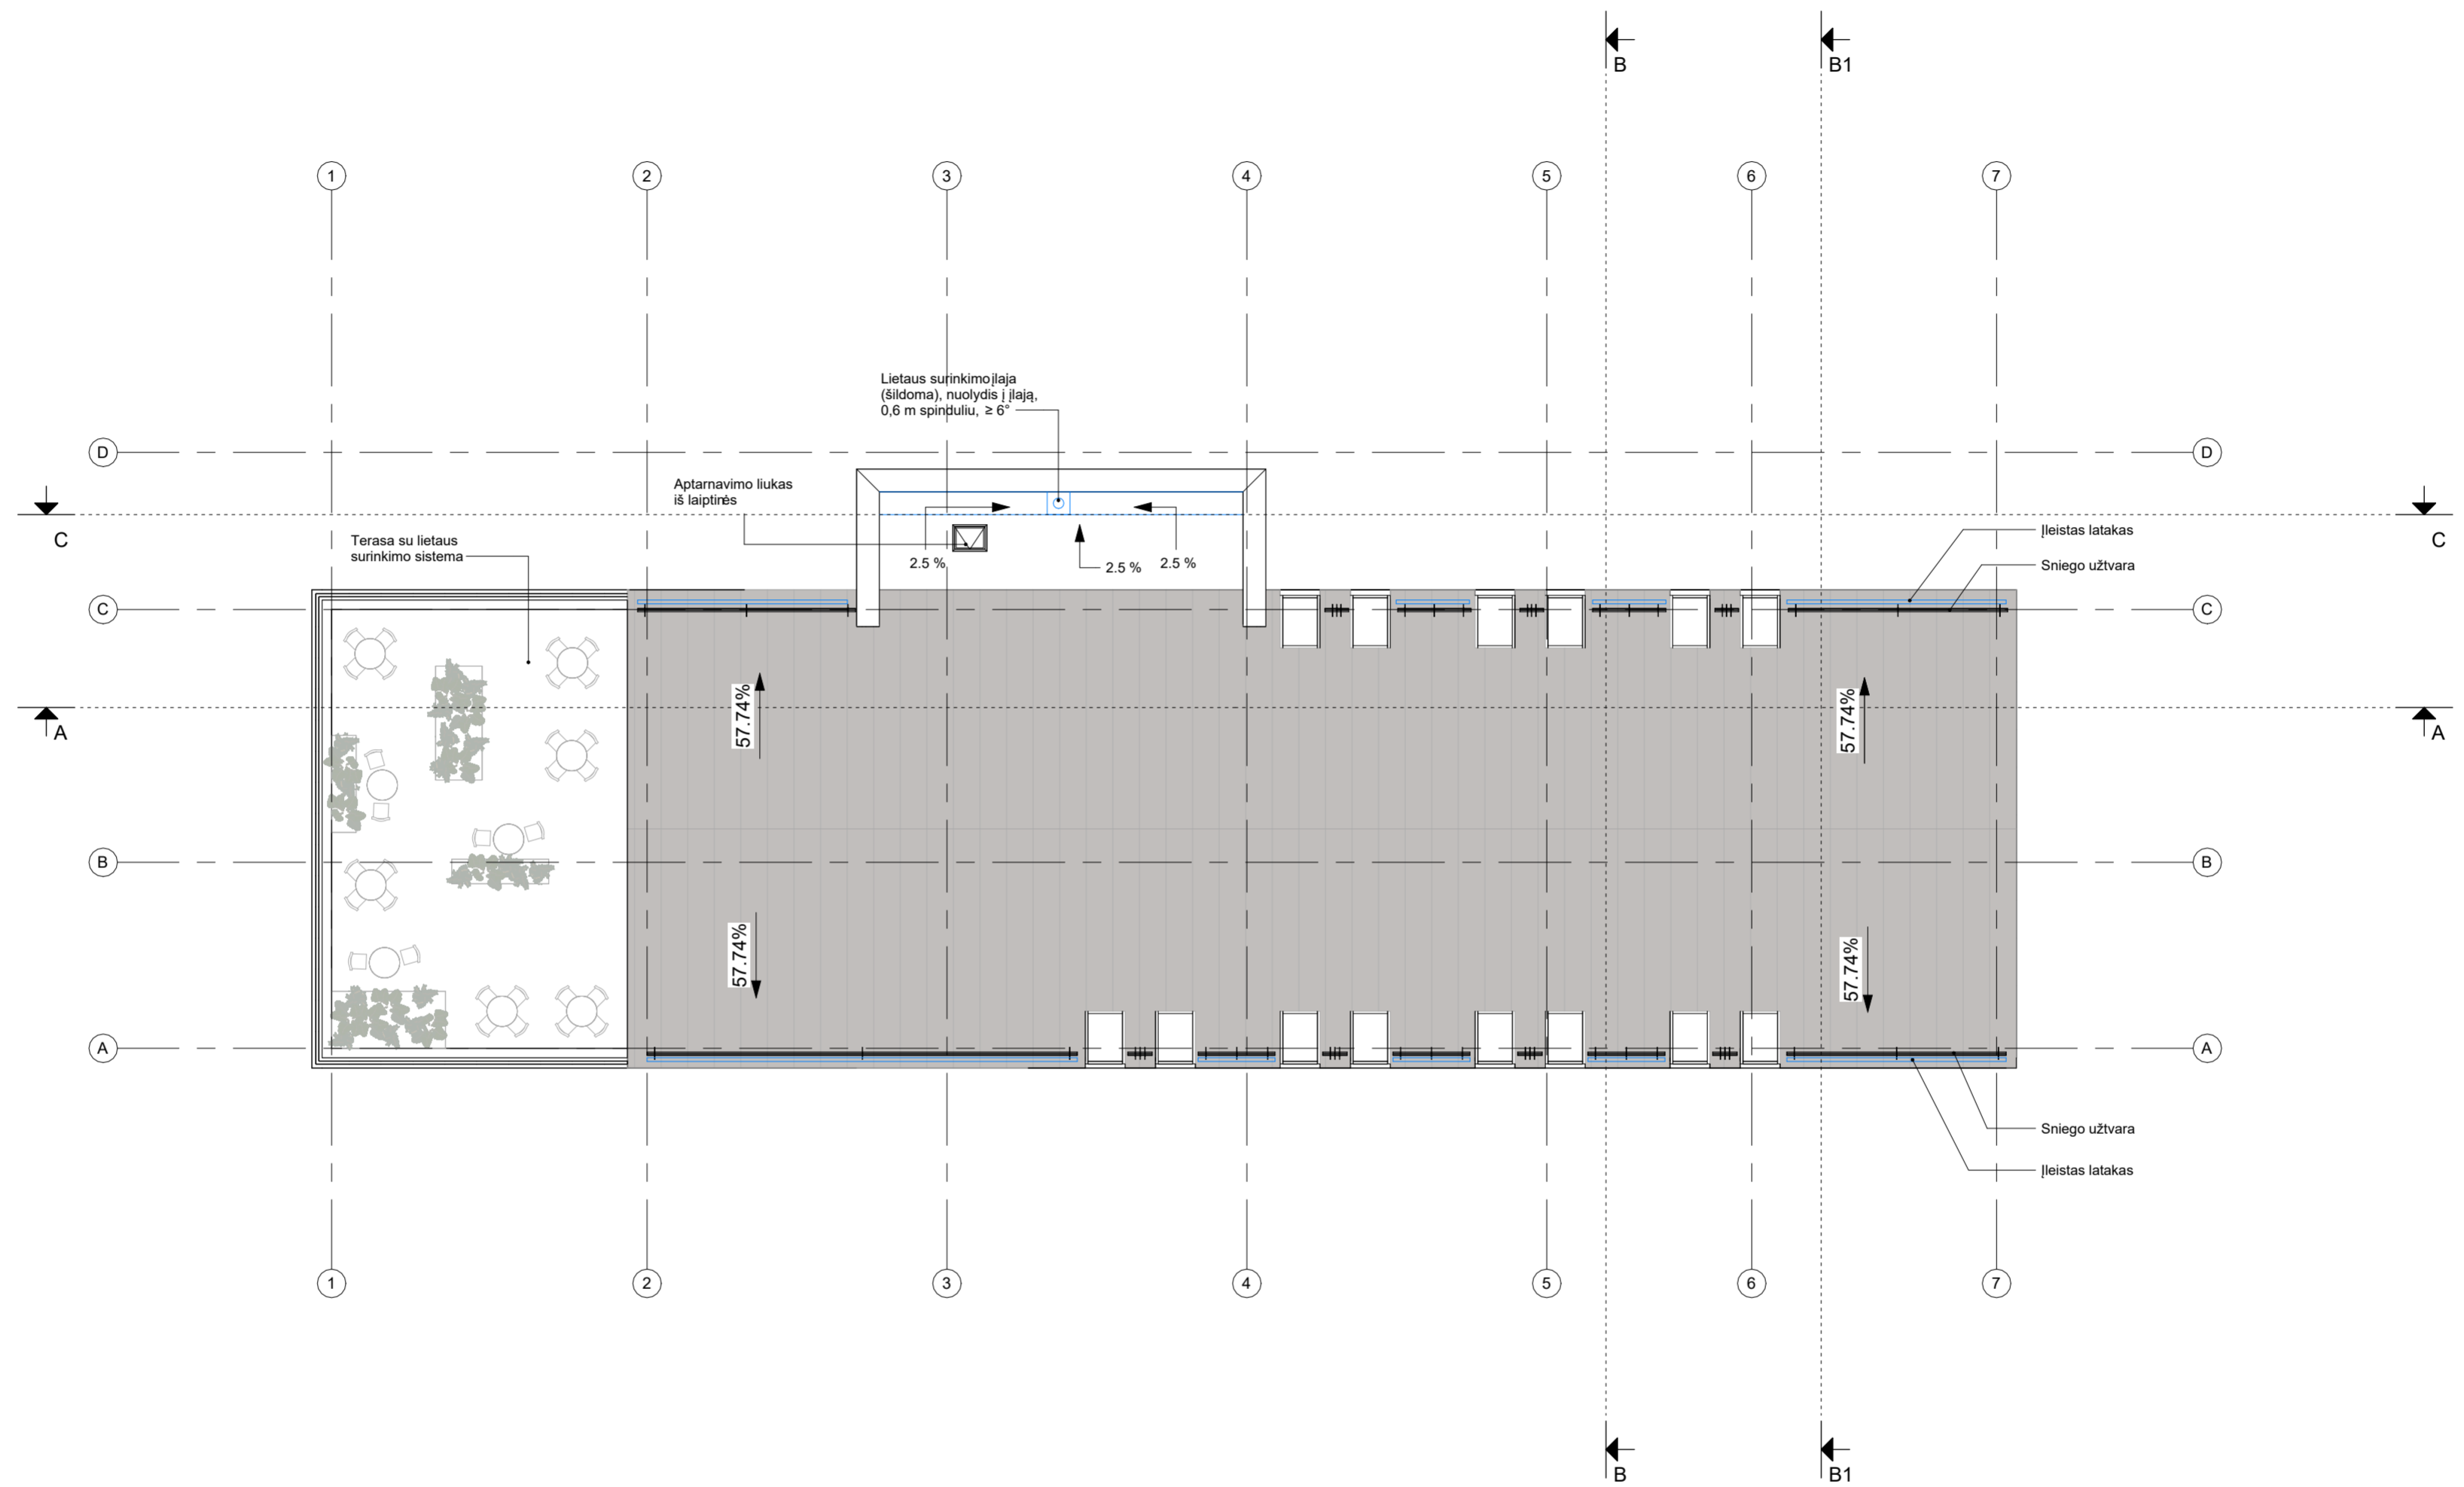 B
B1
1
2
3
4
5
6
7
Lietaus surinkimo įlaja
(šildoma), nuolydis į įlają,
0,6 m spinduliu, ≥ 6°
D
D
Aptarnavimo liukas
iš laiptinės
C
C
Terasa su lietaus
surinkimo sistema
Įleistas latakas
2.5 %
2.5 %
2.5 %
Sniego užtvara
C
C
57.74%
57.74%
A
A
B
B
57.74%
57.74%
A
A
Sniego užtvara
Įleistas latakas
1
2
3
4
5
6
7
B
B1